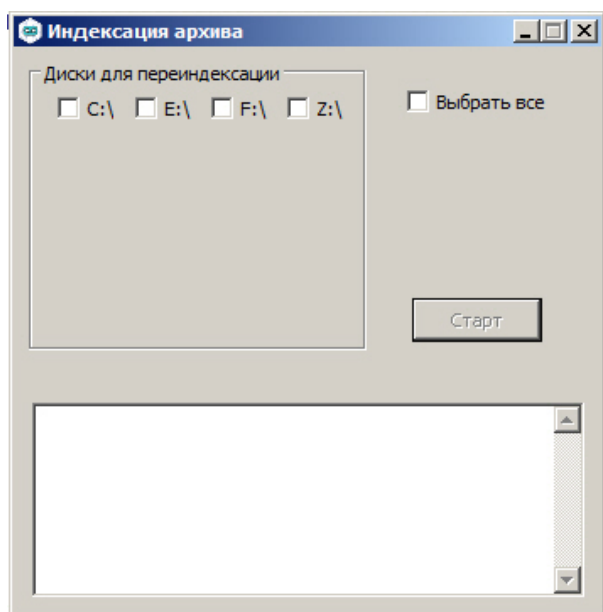 Индексация архива
Диски для переиндексации
C:\ E:\ F:\ Z:\
Выбрать все
Старт